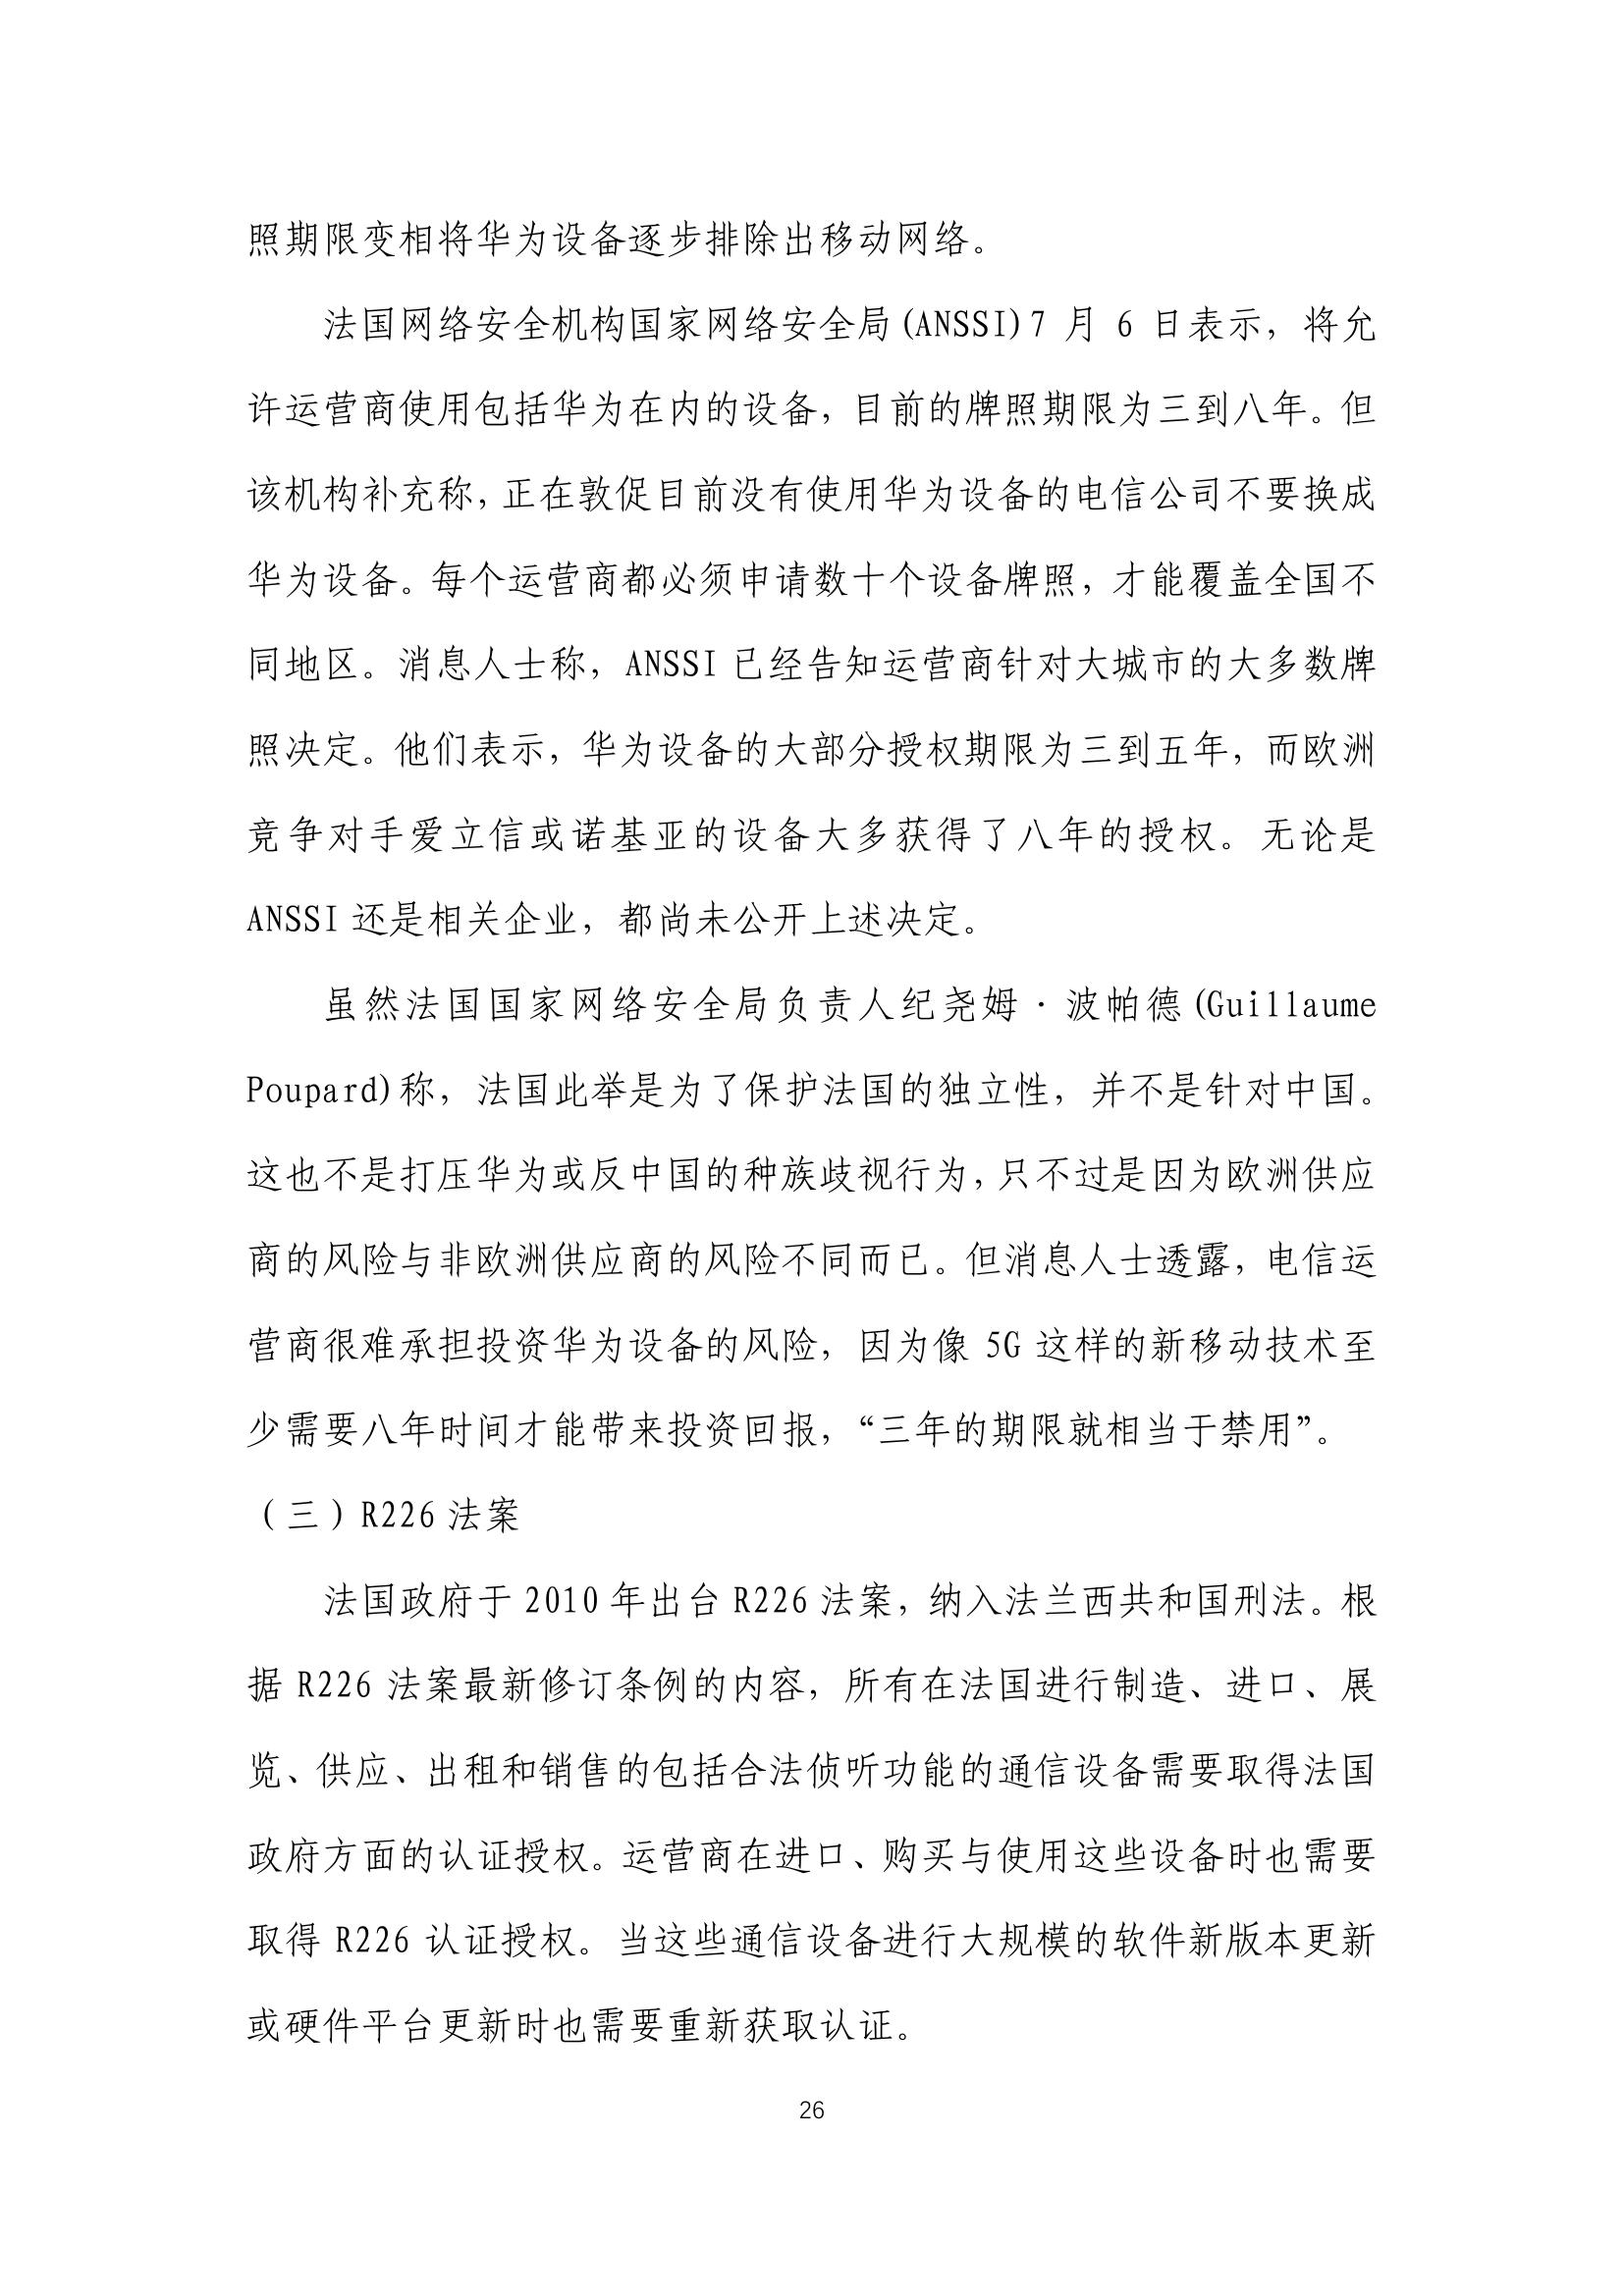 照期限变相将华为设备逐步排除出移动网络。
法国网络安全机构国家网络安全局(ANSSI)7 月 6 日表示，将允
许运营商使用包括华为在内的设备，目前的牌照期限为三到八年。但
该机构补充称，正在敦促目前没有使用华为设备的电信公司不要换成
华为设备。每个运营商都必须申请数十个设备牌照，才能覆盖全国不
同地区。消息人士称，ANSSI 已经告知运营商针对大城市的大多数牌
照决定。他们表示，华为设备的大部分授权期限为三到五年，而欧洲
竞争对手爱立信或诺基亚的设备大多获得了八年的授权。无论是
ANSSI 还是相关企业，都尚未公开上述决定。
虽然法国国家网络安全局负责人纪尧姆·波帕德(Guillaume
Poupard)称，法国此举是为了保护法国的独立性，并不是针对中国。
这也不是打压华为或反中国的种族歧视行为，只不过是因为欧洲供应
商的风险与非欧洲供应商的风险不同而已。但消息人士透露，电信运
营商很难承担投资华为设备的风险，因为像 5G 这样的新移动技术至
少需要八年时间才能带来投资回报，“三年的期限就相当于禁用”。
（三）R226 法案
法国政府于 2010 年出台 R226 法案，纳入法兰西共和国刑法。根
据 R226 法案最新修订条例的内容，所有在法国进行制造、进口、展
览、供应、出租和销售的包括合法侦听功能的通信设备需要取得法国
政府方面的认证授权。运营商在进口、购买与使用这些设备时也需要
取得 R226 认证授权。当这些通信设备进行大规模的软件新版本更新
或硬件平台更新时也需要重新获取认证。
26